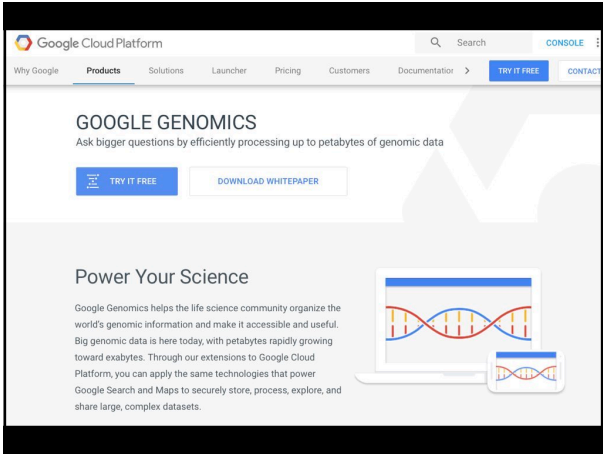 Google Cloud Platform
Search
CONSOLE
Why Google Products Solutions Launcher Pricing Customers Documentation TRY IT FREE CONTACT
GOOGLE GENOMICS
Ask bigger questions by efficiently processing up to petabytes of genomic data
TRY IT FREE
DOWNLOAD WHITEPAPER
Power Your Science
Google Genomics helps the life science community organize the
world's genomic information and make it accessible and useful.
Big genomic data is here today, with petabytes rapidly growing
toward exabytes. Through our extensions to Google Cloud
Platform, you can apply the same technologies that power
Google Search and Maps to securely store, process, explore, and
share large, complex datasets.